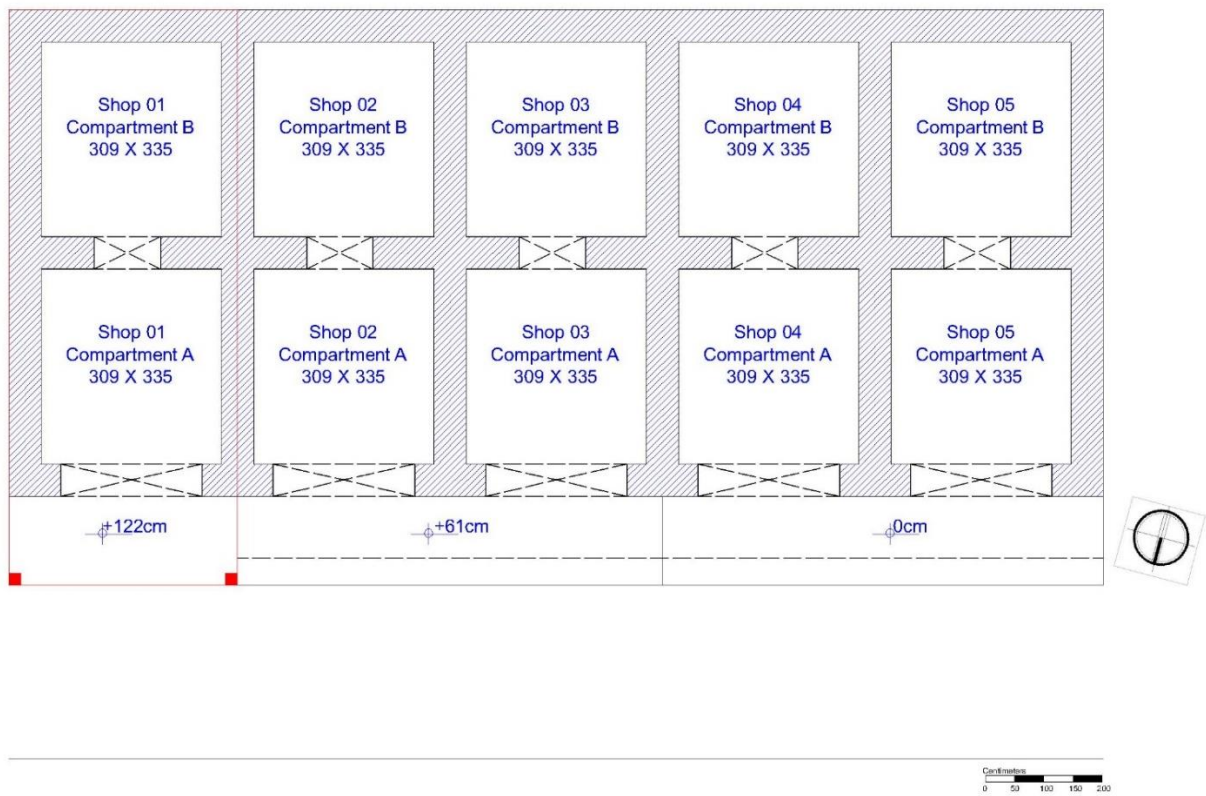 Shop 01
Compartment B
309 X 335
Shop 02
Compartment B
309 X 335
Shop 03
Compartment B
309 X 335
Shop 04
Compartment B
309 X 335
Shop 05
Compartment B
309 X 335
Shop 01
Compartment A
309 X 335
Shop 02
Compartment A
309 X 335
Shop 03
Compartment A
309 X 335
Shop 04
Compartment A
309 X 335
Shop 05
Compartment A
309 X 335
+122cm
+61cm
0cm
Centimeters
0 50 100 150 200